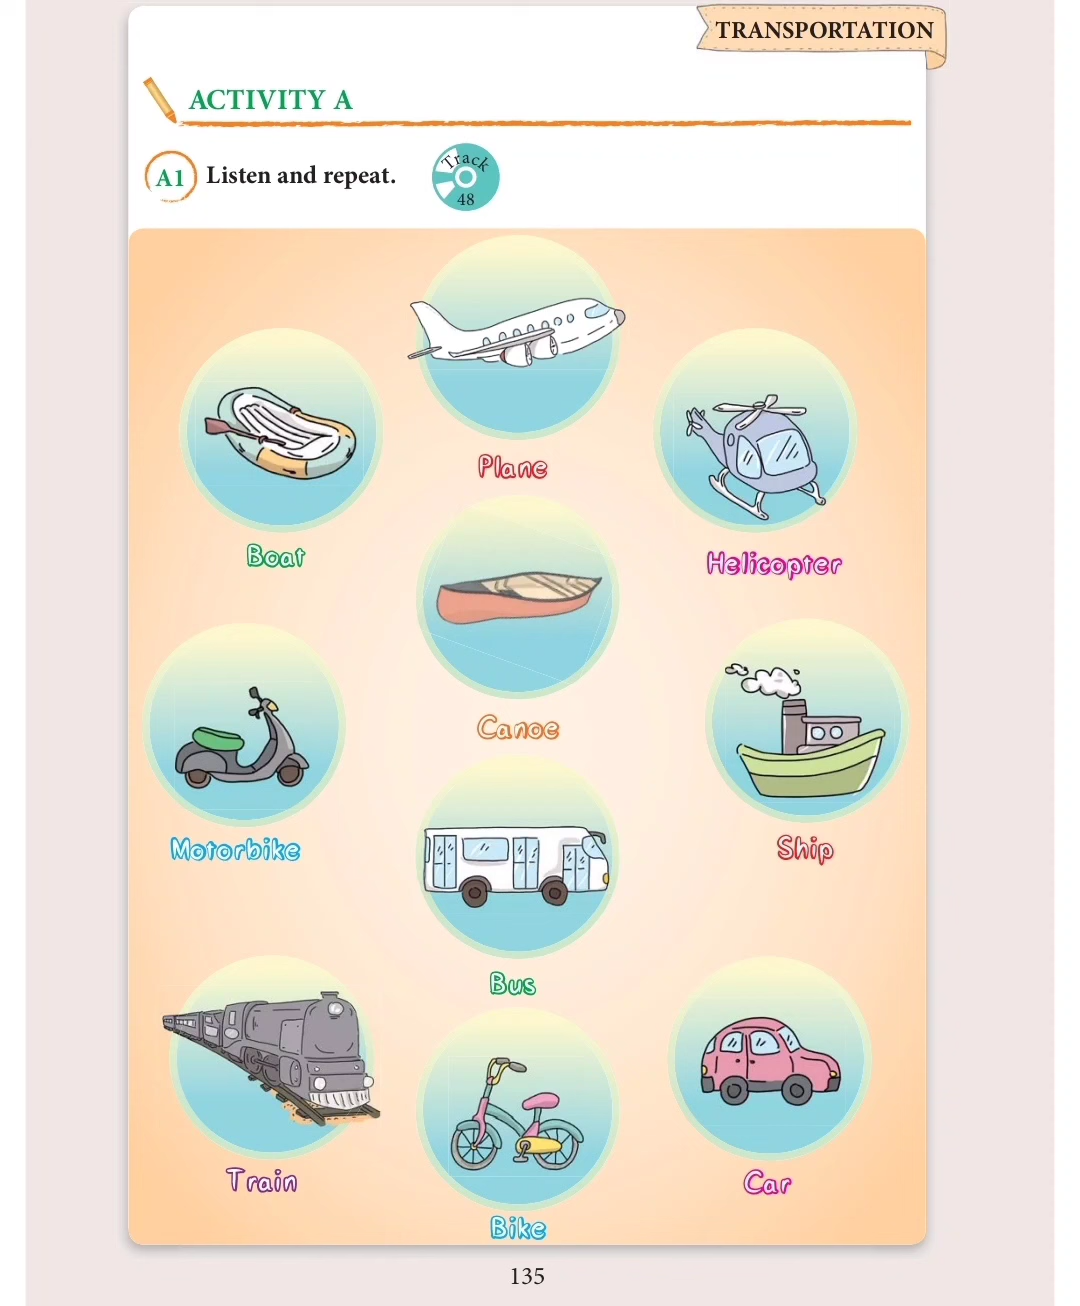 TRANSPORTATION
ACTIVITY A
A1 Listen and repeat.
Track
48
Plane
Boat
Helicopter
Canoe
Motorbike
Ship
Bus
Train
Car
Bike
135